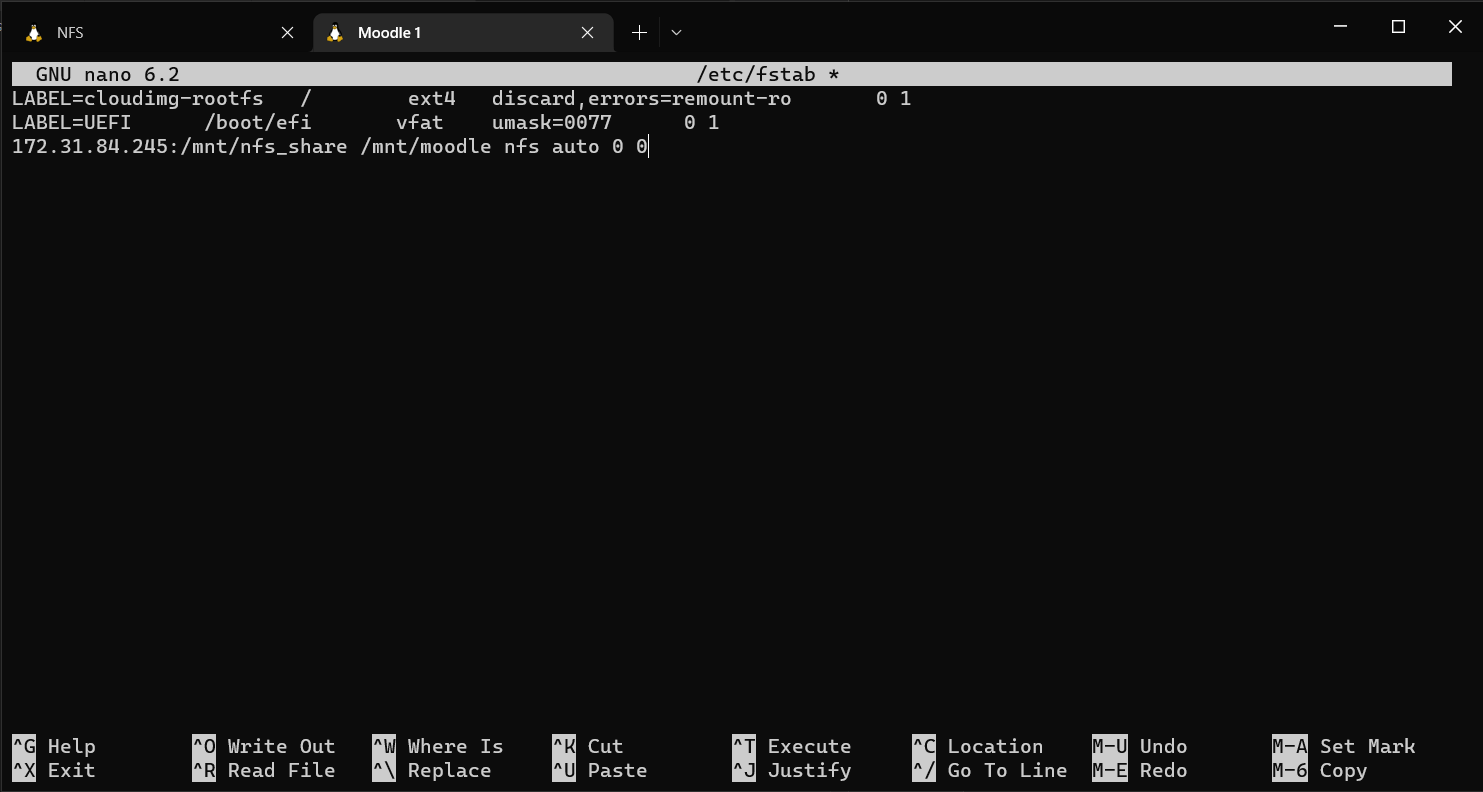 NFS
Moodle 1
GNU nano 6.2 /etc/fstab *
LABEL=cloudimg-rootfs / ext4 discard,errors=remount-ro 0 1
LABEL=UEFI /boot/efi vfat umask=0077 0 1
172.31.84.245:/mnt/nfs_share /mnt/moodle nfs auto 0 0
^G Help ^O Write Out ^W Where Is ^K Cut ^T Execute ^C Location M-U Undo M-A Set Mark
^X Exit ^R Read File ^\ Replace ^U Paste ^J Justify ^/ Go To Line M-E Redo M-6 Copy